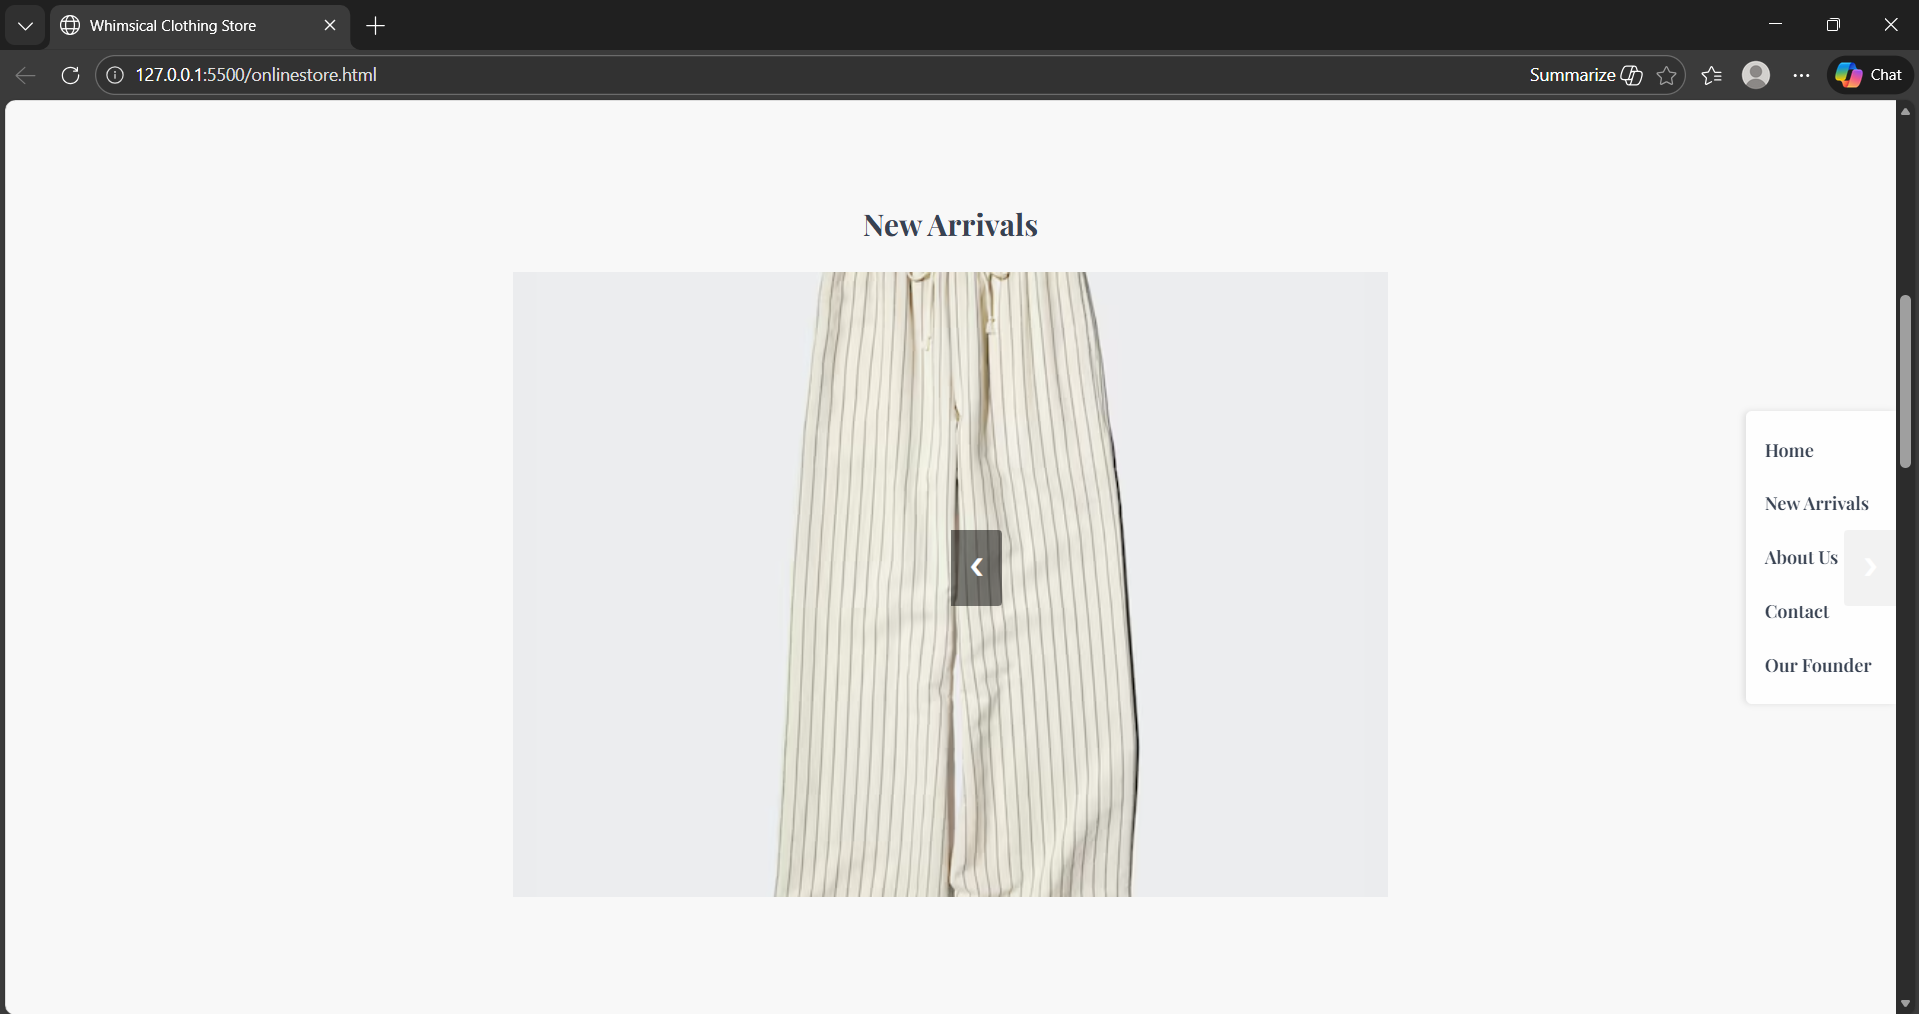 Whimsical Clothing Store
127.0.0.1:5500/onlinestore.html
Summarize
Chat
New Arrivals
Home
New Arrivals
About Us
Contact
Our Founder